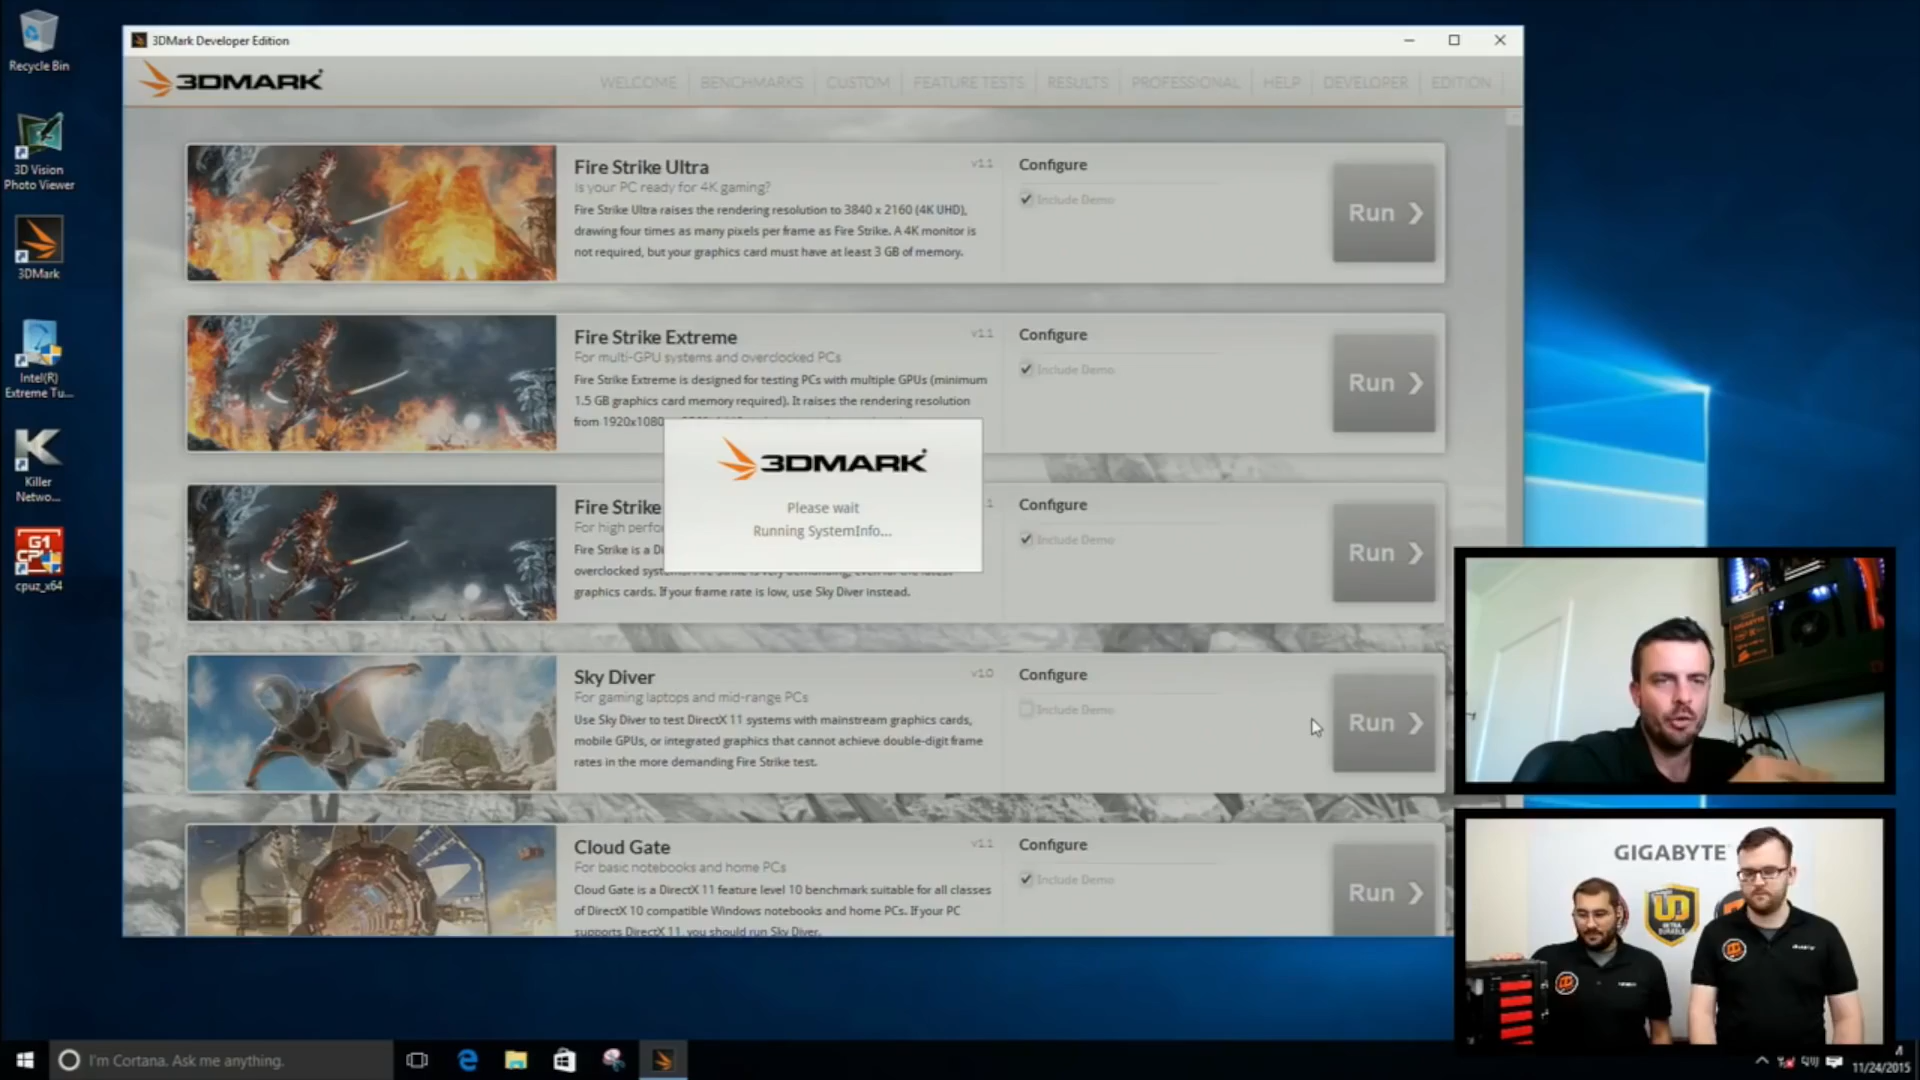 Recycle Bin
3D Vision
Photo Viewer
3DMark
Intel(R)
Extreme Tu...
Killer
Netwo...
G1
cpuz_x64
3DMark Developer Edition
3DMARK
WELCOME
BENCHMARKS
CUSTOM
FEATURE TESTS
RESULTS
PROFESSIONAL
HELP
DEVELOPER
EDITION
Fire Strike Ultra
v1.1
Is your PC ready for 4K gaming?
Fire Strike Ultra raises the rendering resolution to 3840 x 2160 (4K UHD),
drawing four times as many pixels per frame as Fire Strike. A 4K monitor is
not required, but your graphics card must have at least 3 GB of memory.
Configure
Include Demo
Run
Fire Strike Extreme
v1.1
For multi-GPU systems and overclocked PCs
Fire Strike Extreme is designed for testing PCs with multiple GPUs (minimum
1.5 GB graphics card memory required). It raises the rendering resolution
from 1920x1080
Configure
Include Demo
Run
3DMARK
Please wait
Running SystemInfo...
Fire Strike
For high perfo
Fire Strike is a Di
overclocked syst
graphics cards. If your frame rate is low, use Sky Diver instead.
Configure
Include Demo
Run
Sky Diver
v1.0
For gaming laptops and mid-range PCs
Use Sky Diver to test DirectX 11 systems with mainstream graphics cards,
mobile GPUs, or integrated graphics that cannot achieve double-digit frame
rates in the more demanding Fire Strike test.
Configure
Include Demo
Run
Cloud Gate
v1.1
For basic notebooks and home PCs
Cloud Gate is a DirectX 11 feature level 10 benchmark suitable for all classes
of DirectX 10 compatible Windows notebooks and home PCs. If your PC
supports DirectX 11, you should run Sky Diver.
Configure
Include Demo
Run
GIGABYTE
UD
I'm Cortana. Ask me anything.
11/24/2015